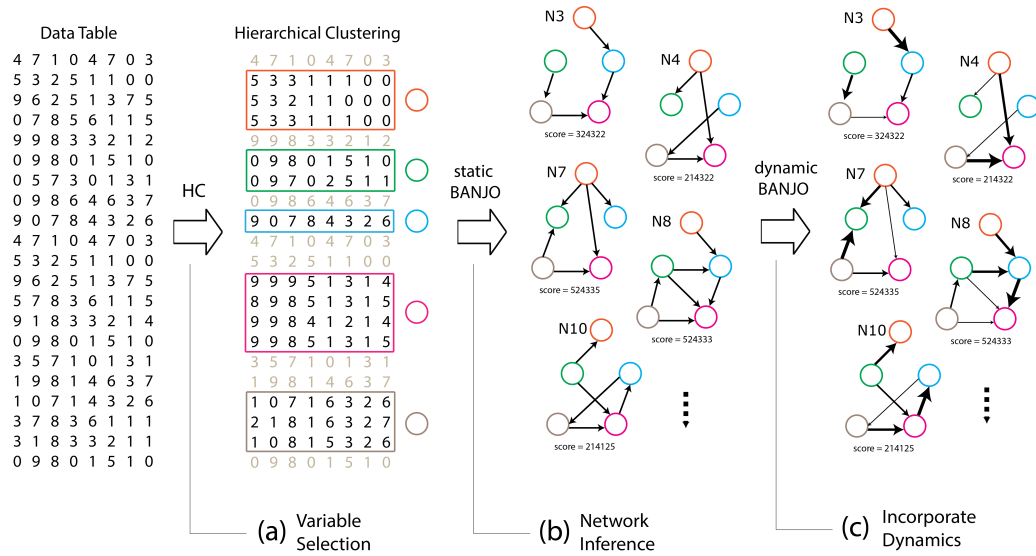 Data Table
4 7 1 0 4 7 0 3
5 3 2 5 1 1 0 0
9 6 2 5 1 3 7 5
0 7 8 5 6 1 1 5
9 9 8 3 3 2 1 2
0 9 8 0 1 5 1 0
0 5 7 3 0 1 3 1
0 9 8 6 4 6 3 7
9 0 7 8 4 3 2 6
4 7 1 0 4 7 0 3
5 3 2 5 1 1 0 0
9 6 2 5 1 3 7 5
5 7 8 3 6 1 1 5
9 1 8 3 3 2 1 4
0 9 8 0 1 5 1 0
3 5 7 1 0 1 3 1
1 9 8 1 4 6 3 7
1 0 7 1 4 3 2 6
3 7 8 3 6 1 1 1
3 1 8 3 3 2 1 1
0 9 8 0 1 5 1 0
HC
Hierarchical Clustering
4 7 1 0 4 7 0 3
5 3 3 1 1 1 0 0
5 3 2 1 1 0 0 0
5 3 3 1 1 1 0 0
9 9 8 3 3 2 1 2
0 9 8 0 1 5 1 0
0 9 7 0 2 5 1 1
0 9 8 6 4 6 3 7
9 0 7 8 4 3 2 6
4 7 1 0 4 7 0 3
5 3 2 5 1 1 0 0
9 9 9 5 1 3 1 4
8 9 8 5 1 3 1 5
9 9 8 4 1 2 1 4
9 9 8 5 1 3 1 5
3 5 7 1 0 1 3 1
1 9 8 1 4 6 3 7
1 0 7 1 6 3 2 6
2 1 8 1 6 3 2 7
1 0 8 1 5 3 2 6
0 9 8 0 1 5 1 0
(a) Variable
Selection
static
BANJO
N3
score = 324322
N4
score = 214322
N7
score = 524335
N8
score = 524333
N10
score = 214125
(b) Network
Inference
dynamic
BANJO
N3
score = 324322
N4
score = 214322
N7
score = 524335
N8
score = 524333
N10
score = 214125
(c) Incorporate
Dynamics